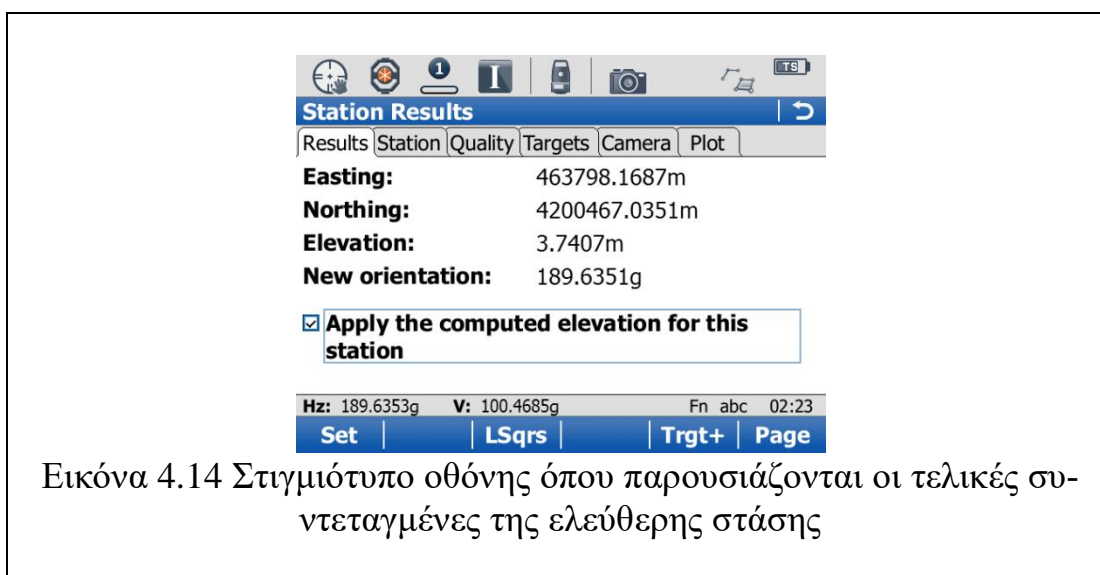 1 I TS
Station Results
Results Station Quality Targets Camera Plot
Easting: 463798.1687m
Northing: 4200467.0351m
Elevation: 3.7407m
New orientation: 189.6351g
Apply the computed elevation for this
station
Hz: 189.6353g V: 100.4685g Fn abc 02:23
Set LSqrs Trgt+ Page
Εικόνα 4.14 Στιγμιότυπο οθόνης όπου παρουσιάζονται οι τελικές συ-
ντεταγμένες της ελεύθερης στάσης